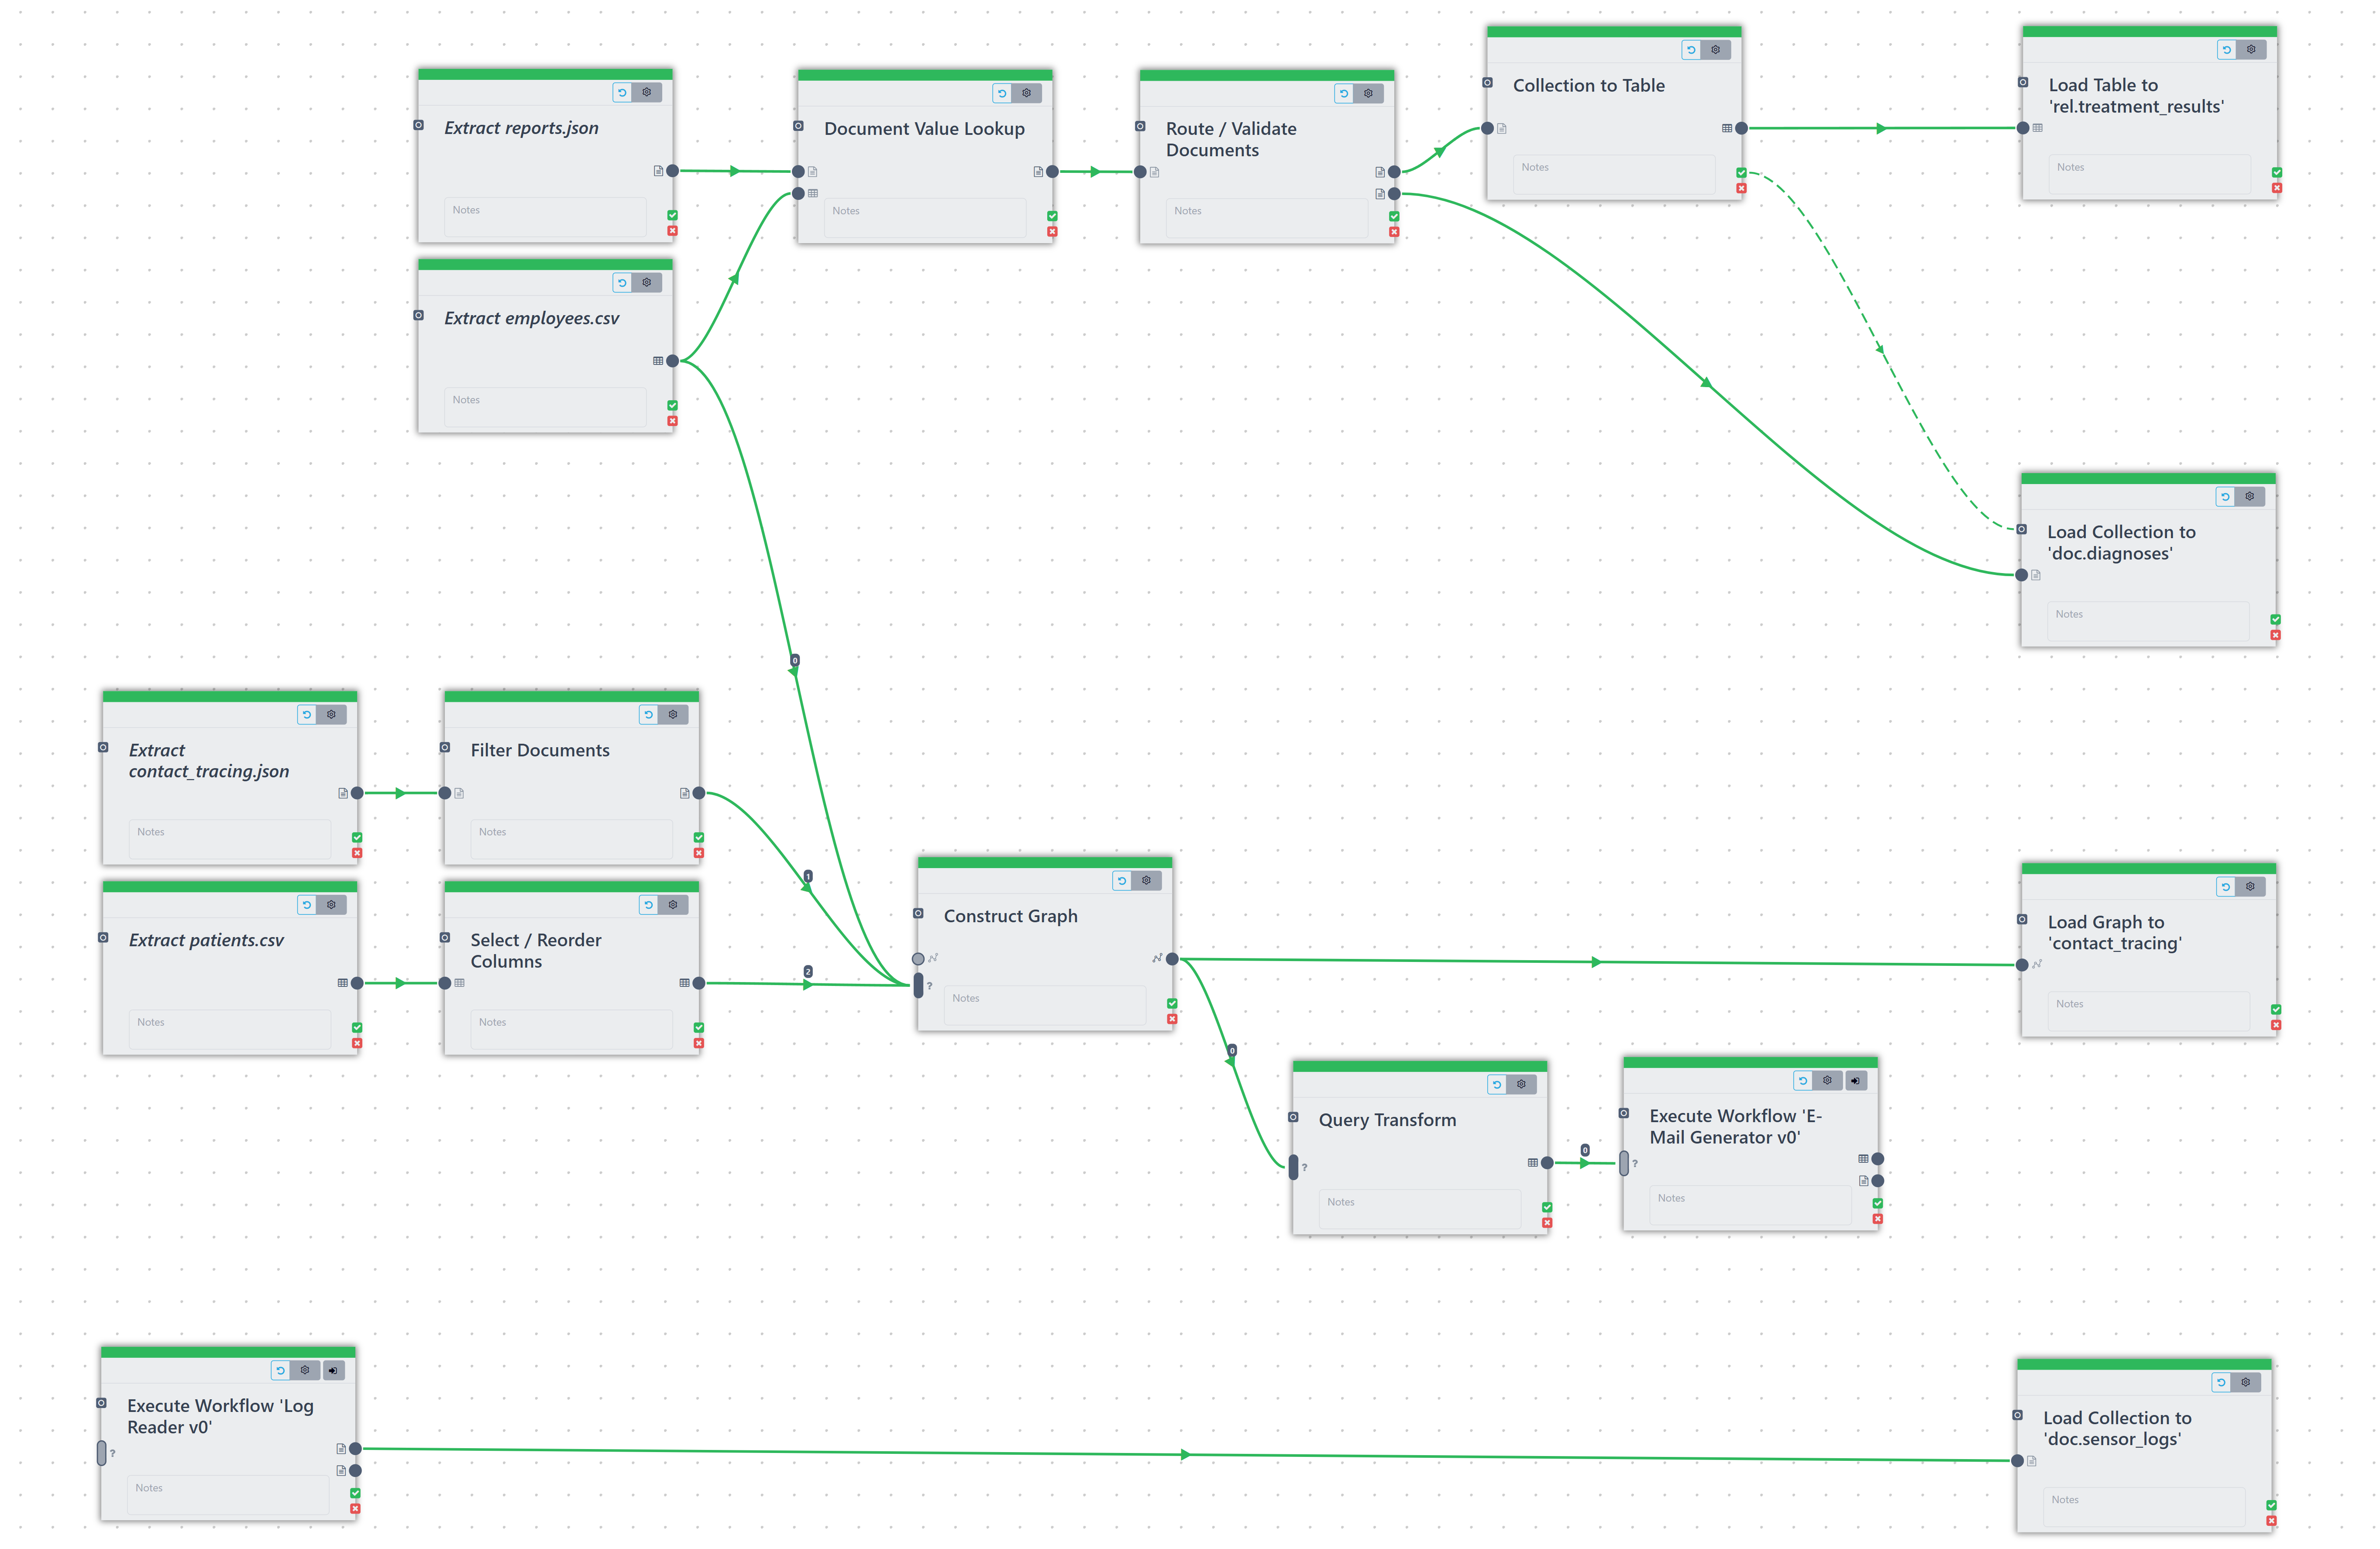 Collection to Table
Notes
Load Table to
'rel.treatment_results'
Notes
Extract reports.json
Notes
Document Value Lookup
Notes
Route / Validate
Documents
Notes
Extract employees.csv
Notes
Load Collection to
'doc.diagnoses'
Notes
0
Extract
contact_tracing.json
Notes
Filter Documents
Notes
1
Extract patients.csv
Notes
Select / Reorder
Columns
Notes
2
Construct Graph
?
Notes
Load Graph to
'contact_tracing'
Notes
0
Query Transform
?
Notes
0
Execute Workflow 'E-
Mail Generator v0'
?
Notes
Execute Workflow 'Log
Reader v0'
?
Notes
Load Collection to
'doc.sensor_logs'
Notes